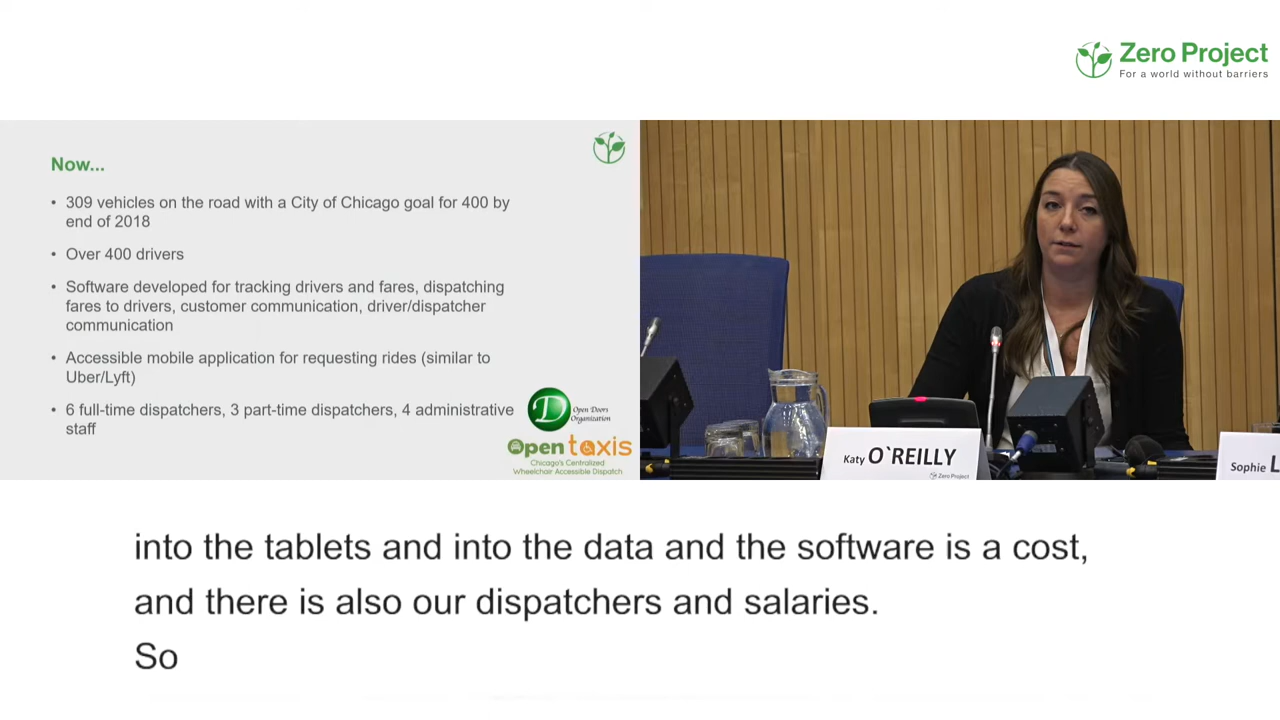 Zero Project
For a world without barriers
Now...
• 309 vehicles on the road with a City of Chicago goal for 400 by
end of 2018
• Over 400 drivers
• Software developed for tracking drivers and fares, dispatching
fares to drivers, customer communication, driver/dispatcher
communication
• Accessible mobile application for requesting rides (similar to
Uber/Lyft)
• 6 full-time dispatchers, 3 part-time dispatchers, 4 administrative
staff
D
Open Doors
Organization
Open taxis
Chicago's Centralized
Wheelchair Accessible Dispatch
Katy O`REILLY
Zero Project
Sophie L
into the tablets and into the data and the software is a cost,
and there is also our dispatchers and salaries.
So